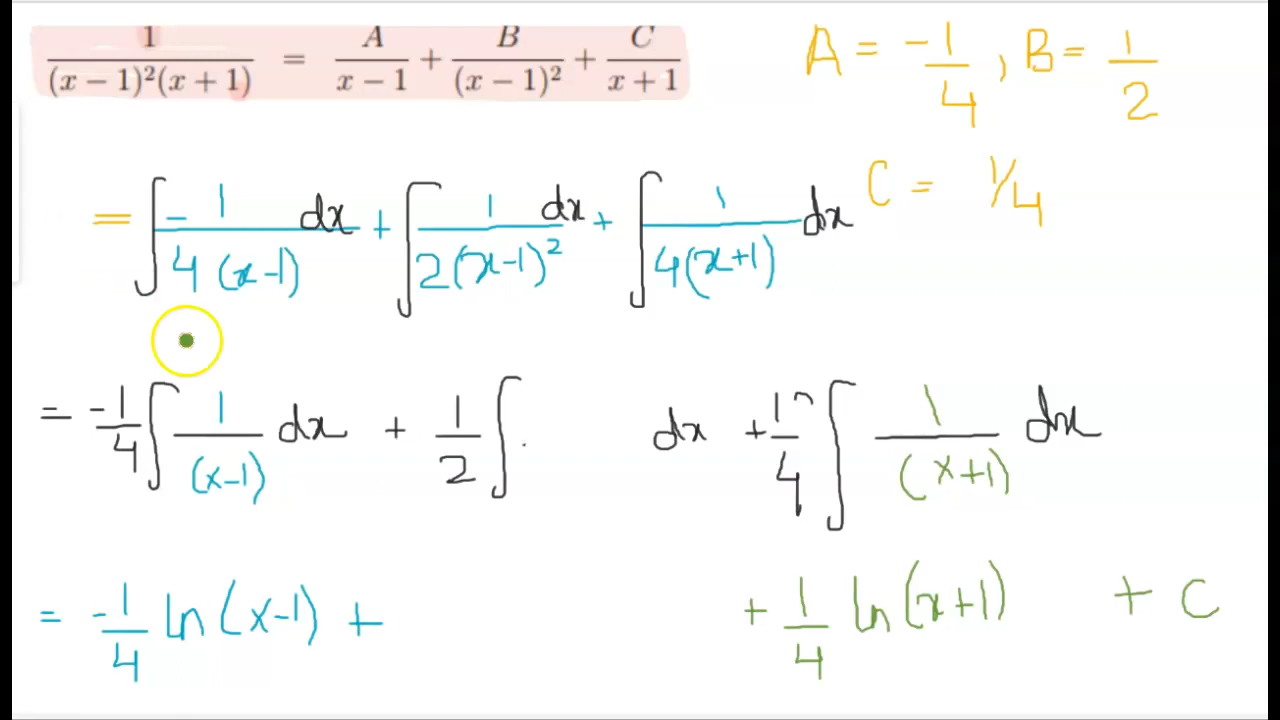 1/((x − 1)²(x + 1)) = A/(x − 1) + B/(x − 1)² + C/(x + 1)
A = -1/4, B = 1/2
C = 1/4
= ∫ -1/(4(x-1)) dx + ∫ 1/(2(x-1)²) dx + ∫ 1/(4(x+1)) dx
= -1/4 ∫ 1/(x-1) dx + 1/2 ∫ dx + 1/4 ∫ 1/(x+1) dx
= -1/4 ln(x-1) + + 1/4 ln(x+1) + C